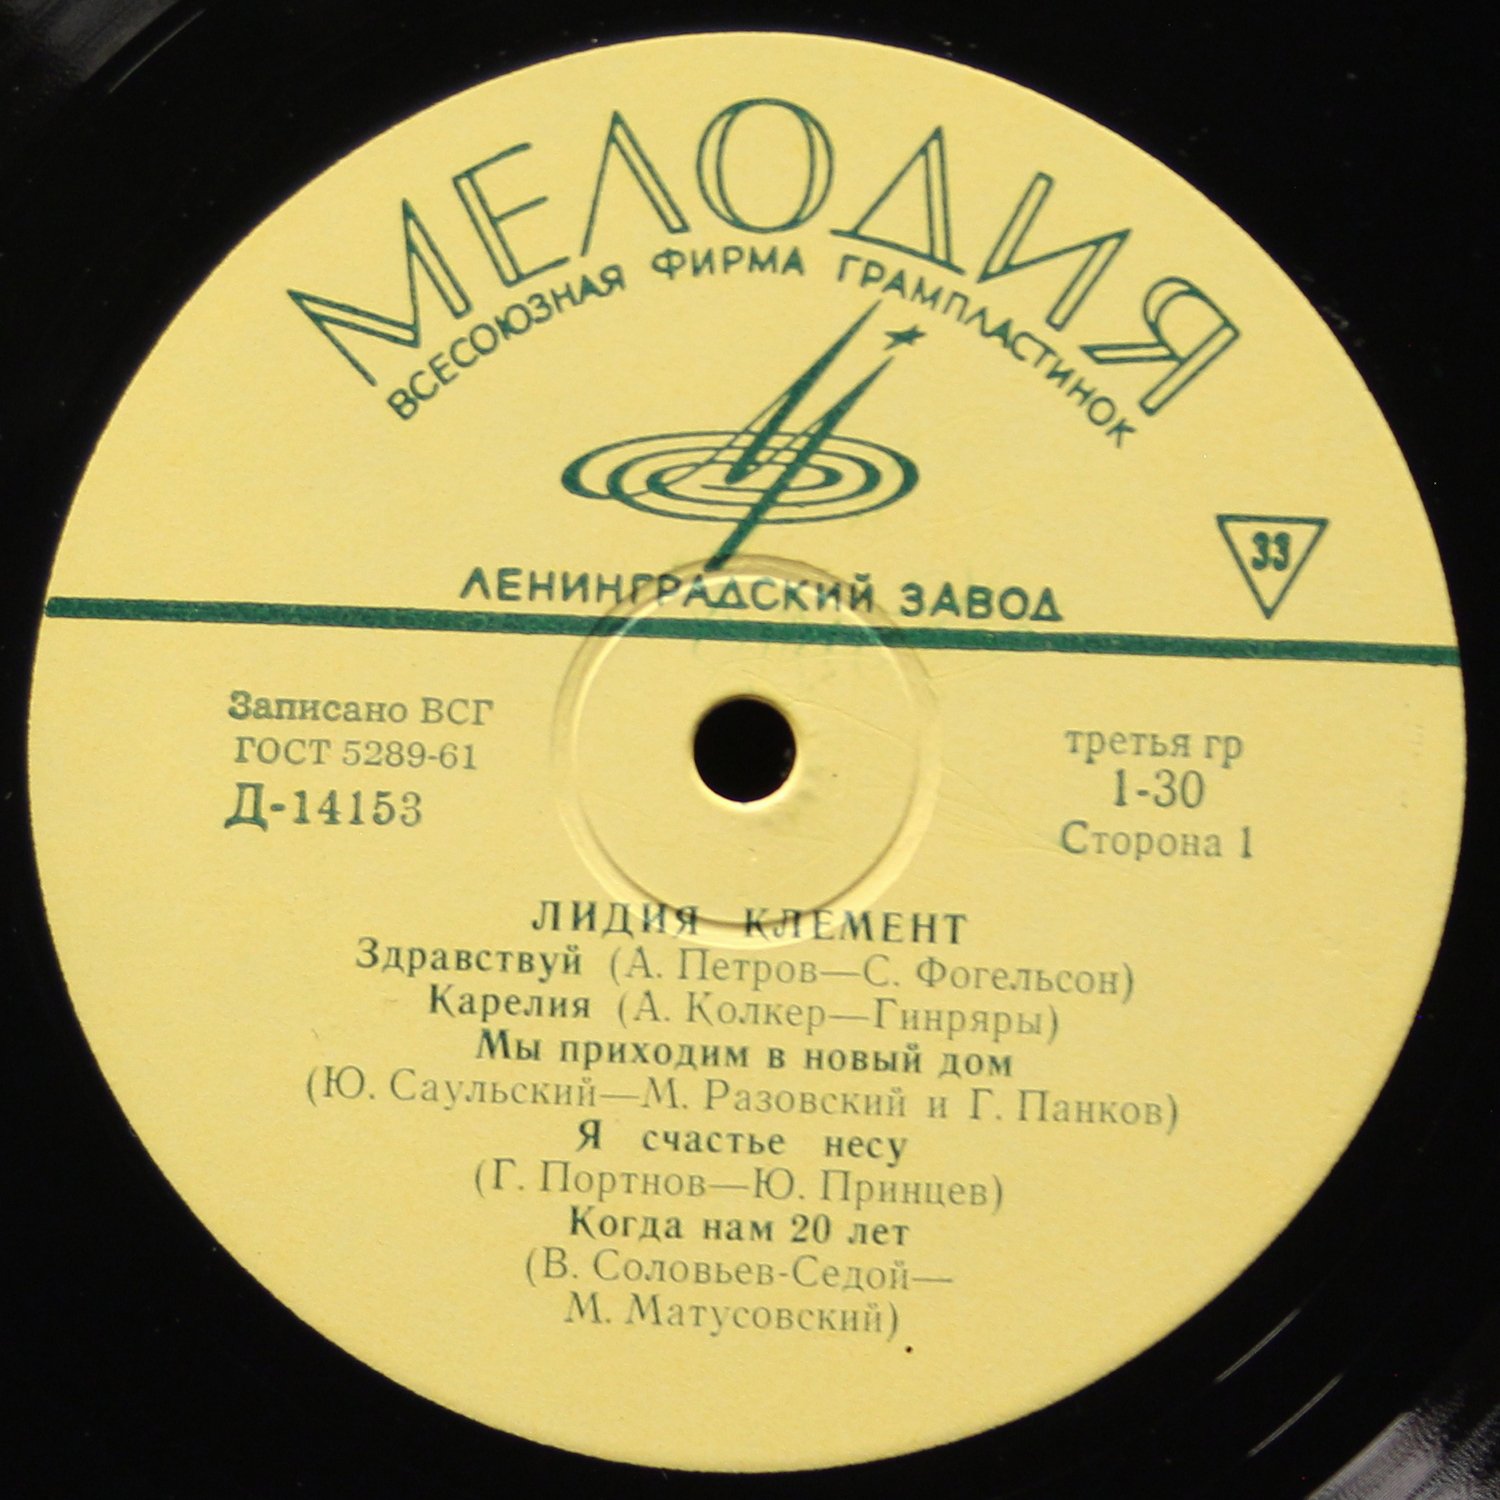 МЕЛОДИЯ
ВСЕСОЮЗНАЯ ФИРМА ГРАМПЛАСТИНОК
33
ЛЕНИНГРАДСКИЙ ЗАВОД
Записано ВСГ
ГОСТ 5289-61
Д-14153
третья гр
1-30
Сторона 1
ЛИДИЯ КЛЕМЕНТ
Здравствуй (А. Петров—С. Фогельсон)
Карелия (А. Колкер—Гинряры)
Мы приходим в новый дом
(Ю. Саульский—М. Разовский и Г. Панков)
Я счастье несу
(Г. Портнов—Ю. Принцев)
Когда нам 20 лет
(В. Соловьев-Седой—
М. Матусовский)